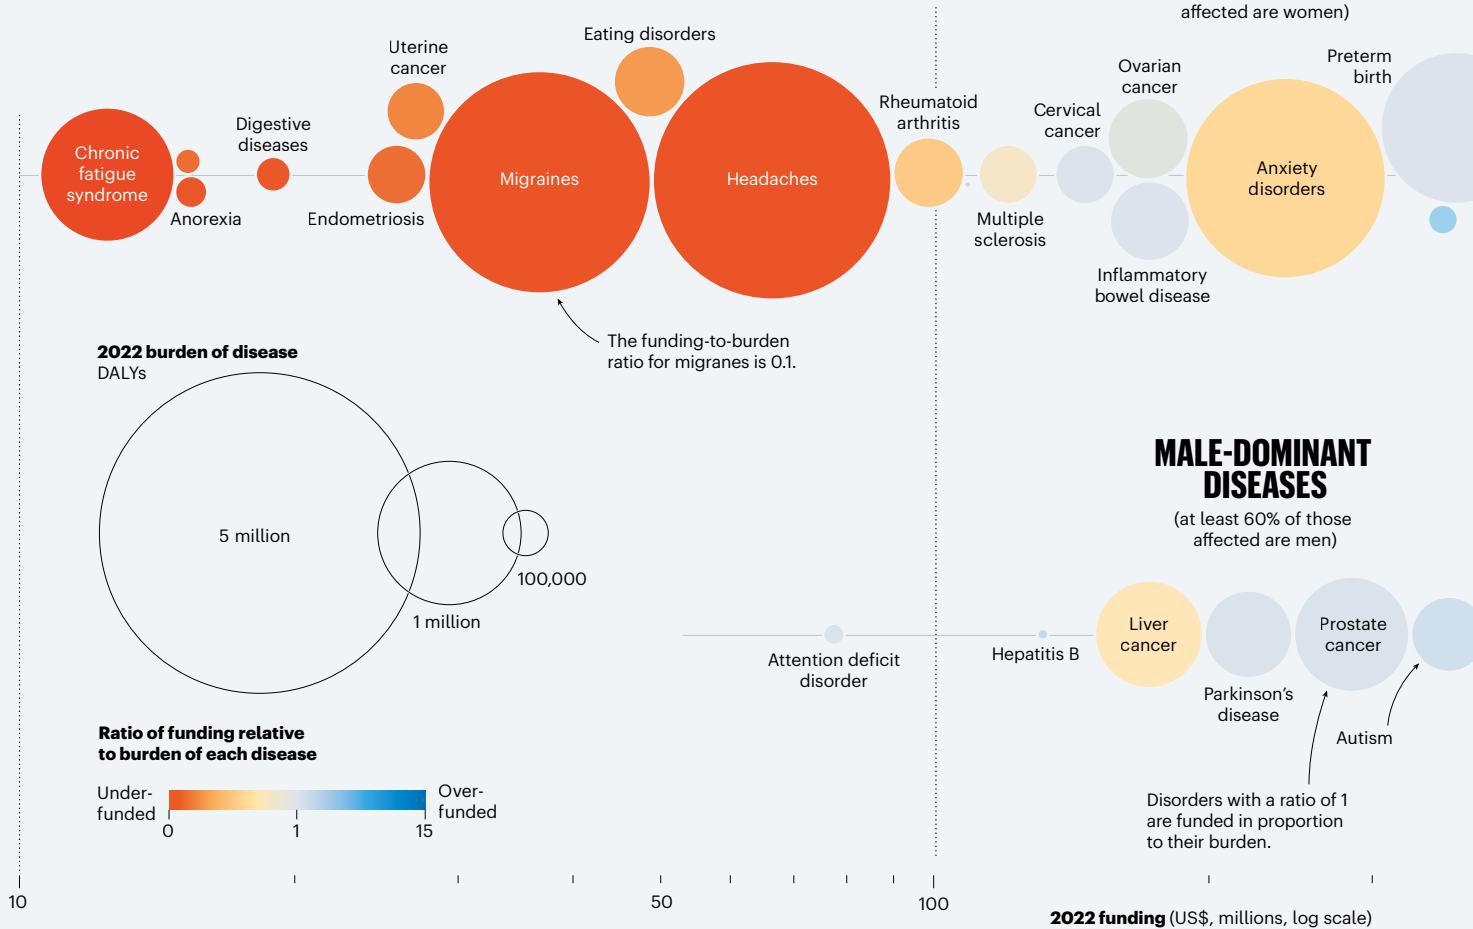 affected are women)
Eating disorders
Uterine
cancer
Preterm
birth
Ovarian
cancer
Rheumatoid
arthritis
Cervical
cancer
Digestive
diseases
Chronic
fatigue
syndrome
Migraines
Headaches
Anxiety
disorders
Anorexia
Endometriosis
Multiple
sclerosis
Inflammatory
bowel disease
The funding-to-burden
ratio for migranes is 0.1.
2022 burden of disease
DALYs
5 million
1 million
100,000
MALE-DOMINANT
DISEASES
(at least 60% of those
affected are men)
Attention deficit
disorder
Hepatitis B
Liver
cancer
Parkinson’s
disease
Prostate
cancer
Autism
Disorders with a ratio of 1
are funded in proportion
to their burden.
Ratio of funding relative
to burden of each disease
Under-
funded
Over-
funded
0 1 15
10 50 100
2022 funding (US$, millions, log scale)